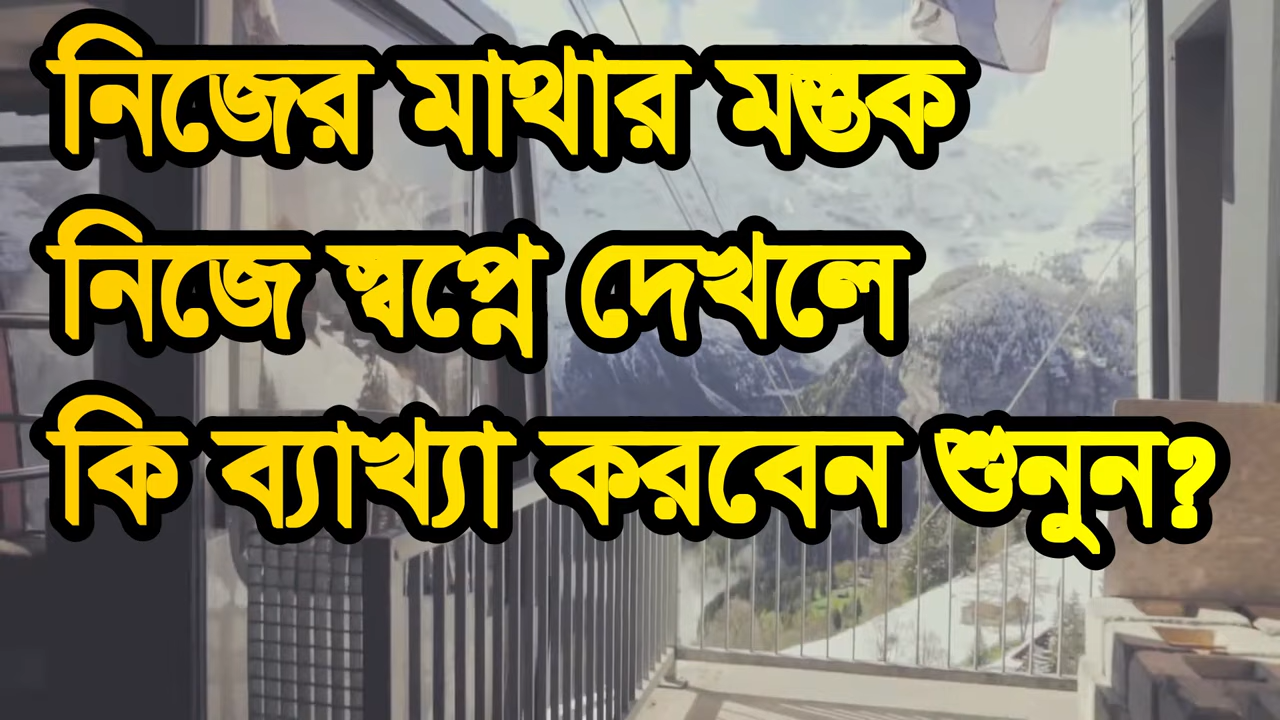 নিজের মাথার মস্তক
নিজে স্বপ্নে দেখলে
কি ব্যাখ্যা করবেন শুনুন?